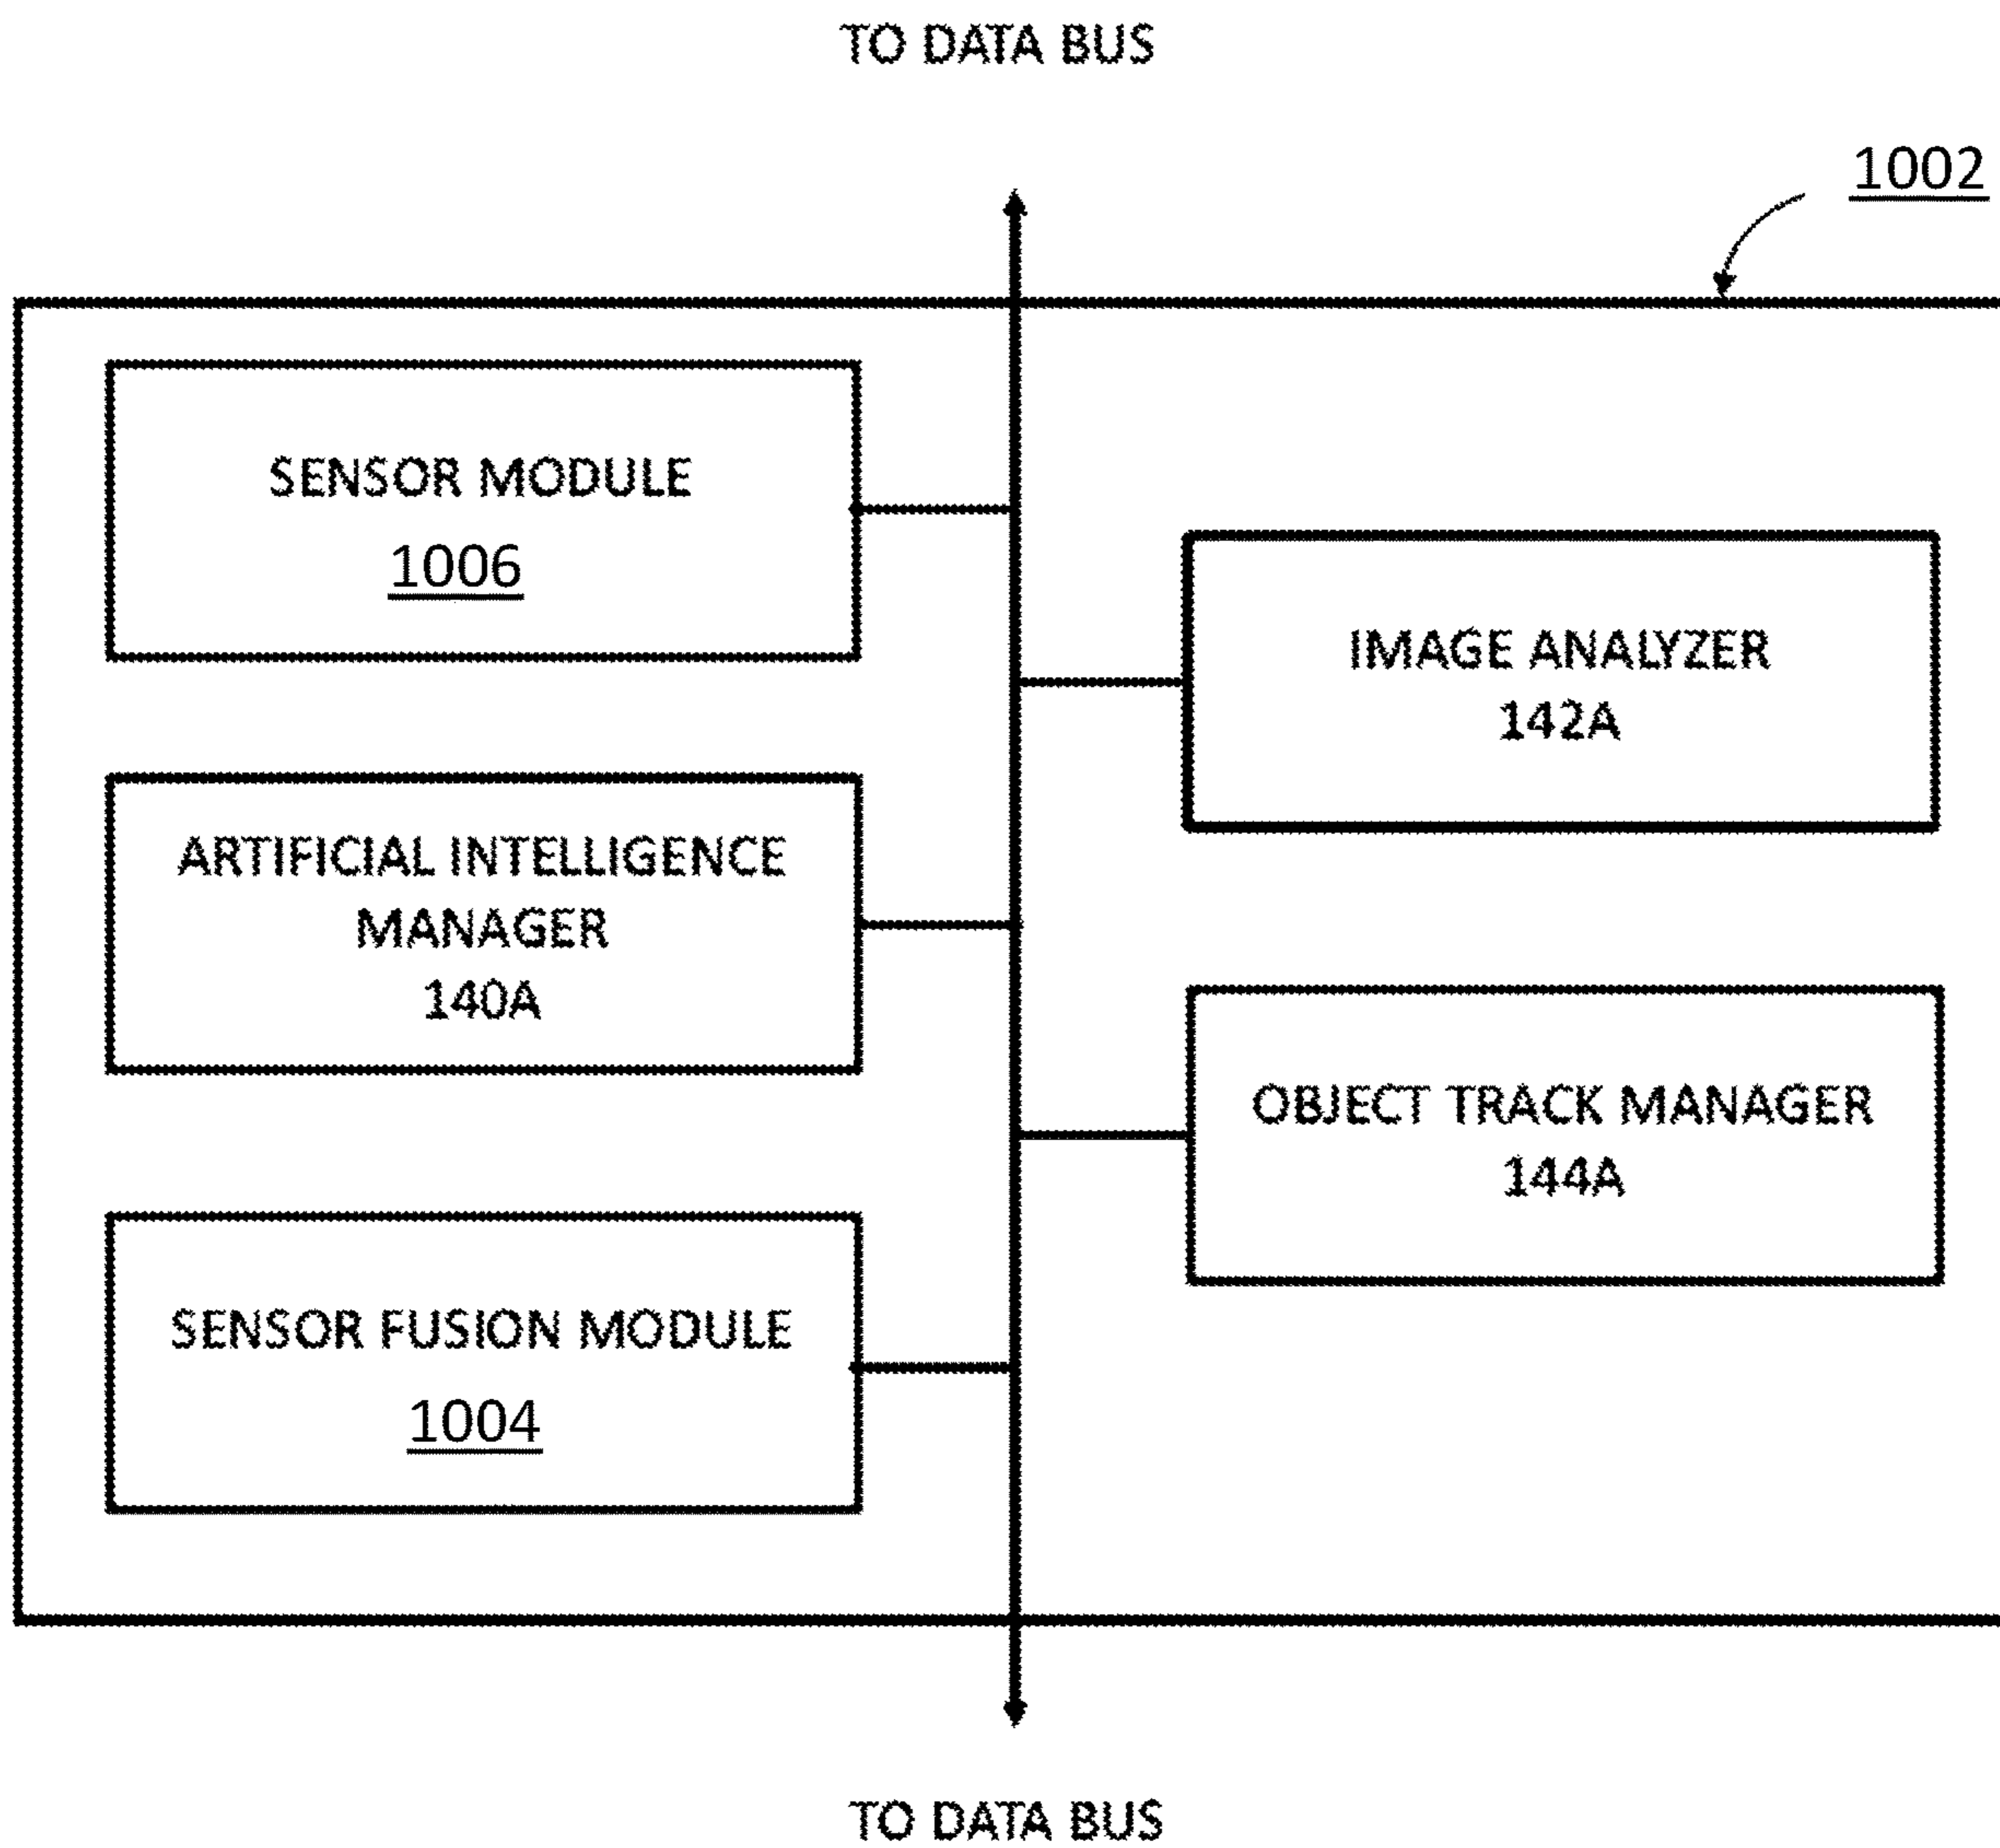 TO DATA BUS
1002
SENSOR MODULE
1006
IMAGE ANALYZER
142A
ARTIFICIAL INTELLIGENCE
MANAGER
140A
OBJECT TRACK MANAGER
144A
SENSOR FUSION MODULE
1004
TO DATA BUS